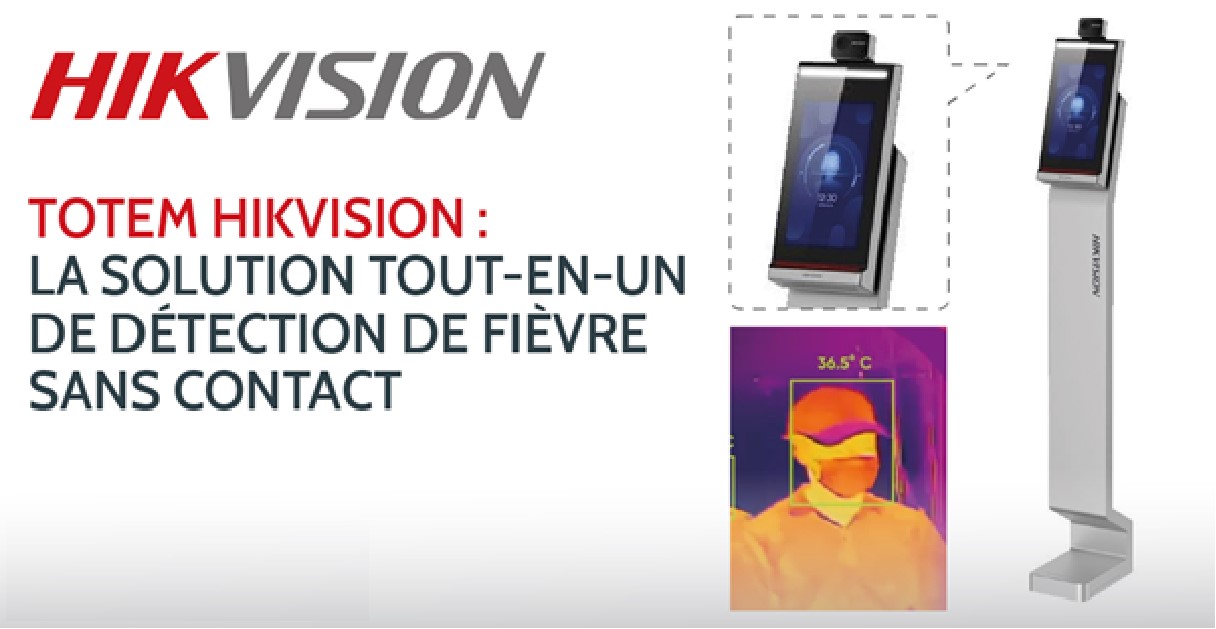 HIKVISION
TOTEM HIKVISION :
LA SOLUTION TOUT-EN-UN
DE DÉTECTION DE FIÈVRE
SANS CONTACT
36.5° C
HIKVISION